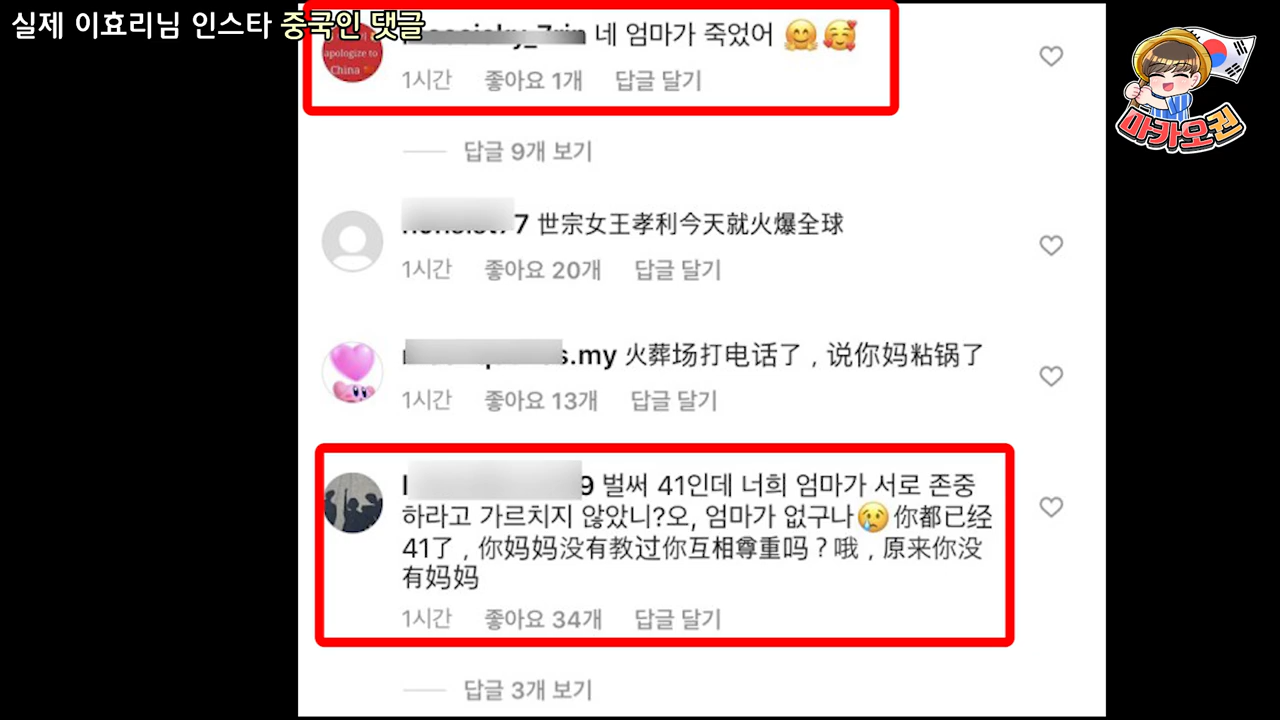 실제 이효리님 인스타 중국인 댓글
마카오권
apologize to
China
네 엄마가 죽었어 🤗🥰
1시간 좋아요 1개 답글 달기
답글 9개 보기
7 世宗女王孝利今天就火爆全球
1시간 좋아요 20개 답글 달기
s.my 火葬场打电话了，说你妈粘锅了
1시간 좋아요 13개 답글 달기
9 벌써 41인데 너희 엄마가 서로 존중
하라고 가르치지 않았니?오, 엄마가 없구나😢你都已经
41了，你妈妈没有教过你互相尊重吗？哦，原来你没
有妈妈
1시간 좋아요 34개 답글 달기
답글 3개 보기